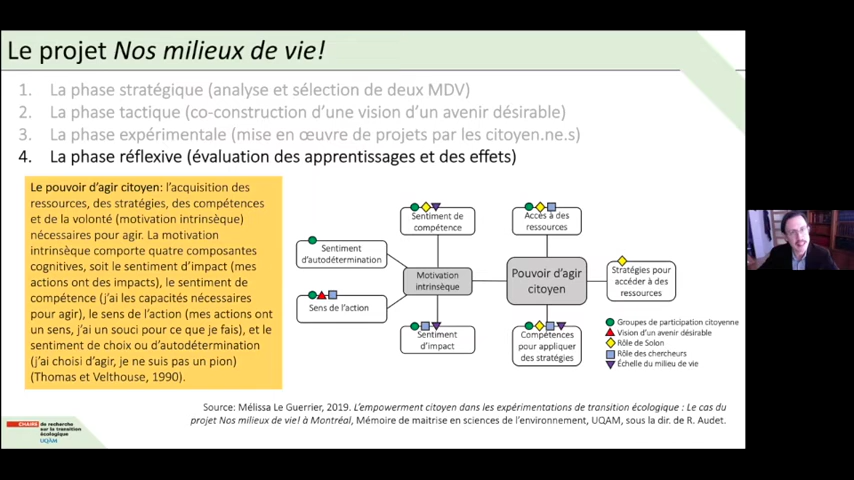 Le projet Nos milieux de vie!
1. La phase stratégique (analyse et sélection de deux MDV)
2. La phase tactique (co-construction d'une vision d'un avenir désirable)
3. La phase expérimentale (mise en œuvre de projets par les citoyen.ne.s)
4. La phase réflexive (évaluation des apprentissages et des effets)
Le pouvoir d'agir citoyen: l'acquisition des
ressources, des stratégies, des compétences
et de la volonté (motivation intrinsèque)
nécessaires pour agir. La motivation
intrinsèque comporte quatre composantes
cognitives, soit le sentiment d'impact (mes
actions ont des impacts), le sentiment de
compétence (j'ai les capacités nécessaires
pour agir), le sens de l'action (mes actions ont
un sens, j'ai un souci pour ce que je fais), et le
sentiment de choix ou d'autodétermination
(j'ai choisi d'agir, je ne suis pas un pion)
(Thomas et Velthouse, 1990).
Sentiment de
compétence
Accès à des
ressources
Sentiment
d'autodétermination
Motivation
intrinsèque
Pouvoir d'agir
citoyen
Stratégies pour
accéder à des
ressources
Sens de l'action
Sentiment
d'impact
Compétences
pour appliquer
des stratégies
Groupes de participation citoyenne
Vision d'un avenir désirable
Rôle de Solon
Rôle des chercheurs
Échelle du milieu de vie
Source: Mélissa Le Guerrier, 2019. L'empowerment citoyen dans les expérimentations de transition écologique : Le cas du
projet Nos milieux de vie! à Montréal, Mémoire de maitrise en sciences de l'environnement, UQAM, sous la dir. de R. Audet.
CHAIRE de recherche
sur la transition
écologique
UQÀM